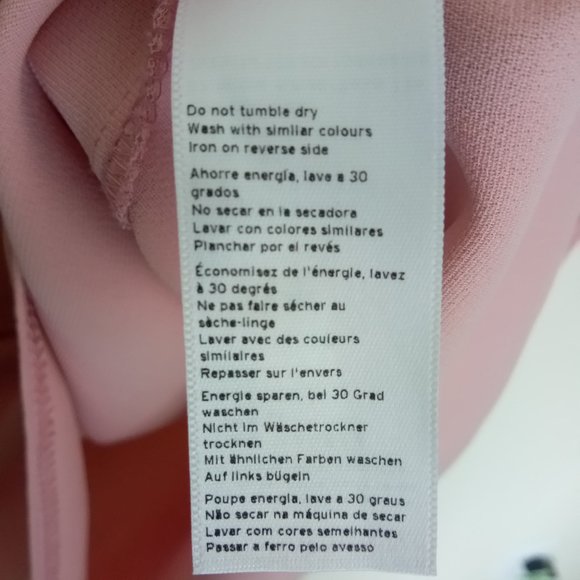 Do not tumble dry
Wash with similar colours
Iron on reverse side
Ahorre energía, lave a 30
grados
No secar en la secadora
Lavar con colores similares
Planchar por el revés
Économisez de l'énergie, lavez
à 30 degrés
Ne pas faire sécher au
sèche-linge
Laver avec des couleurs
similaires
Repasser sur l'envers
Energie sparen, bei 30 Grad
waschen
Nicht im Wäschetrockner
trocknen
Mit ähnlichen Farben waschen
Auf links bügeln
Poupe energia, lave a 30 graus
Não secar na máquina de secar
Lavar com cores semelhantes
Passar a ferro pelo avesso